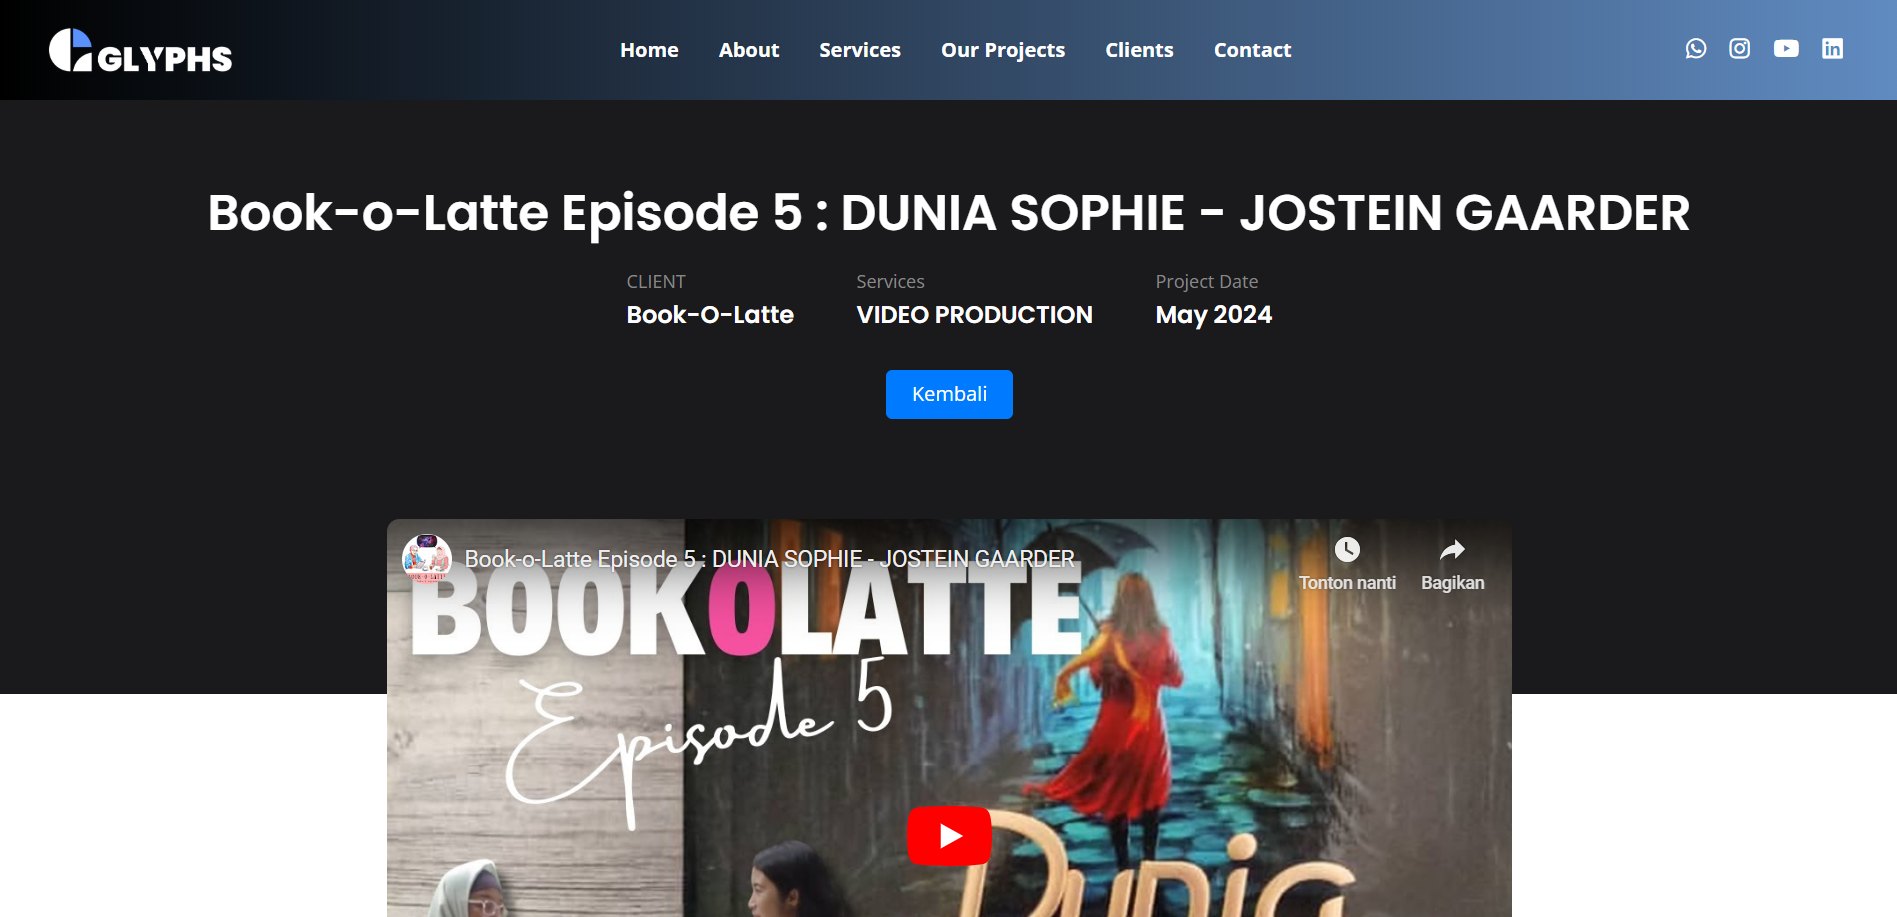 GLYPHS
Home About Services Our Projects Clients Contact
Book-o-Latte Episode 5 : DUNIA SOPHIE - JOSTEIN GAARDER
CLIENT Services Project Date
Book-O-Latte VIDEO PRODUCTION May 2024
Kembali
Book-o-Latte Episode 5 : DUNIA SOPHIE - JOSTEIN GAARDER
Tonton nanti Bagikan
BOOK-O-LATTE
BOOKOLATTE
Episode 5
Dunia